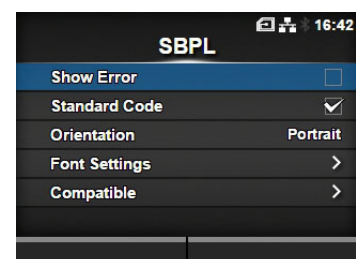 16:42
SBPL
Show Error
Standard Code
Orientation Portrait
Font Settings
Compatible